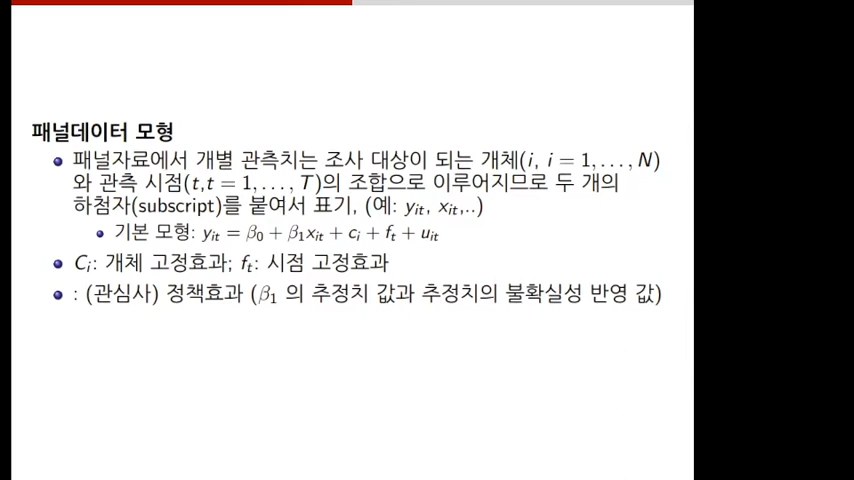 패널데이터 모형
패널자료에서 개별 관측치는 조사 대상이 되는 개체(i, i = 1, . . . , N)
와 관측 시점(t,t = 1, . . . , T)의 조합으로 이루어지므로 두 개의
하첨자(subscript)를 붙여서 표기, (예: yᵢₜ, xᵢₜ,..)
기본 모형: yᵢₜ = β₀ + β₁xᵢₜ + cᵢ + fₜ + uᵢₜ
Cᵢ: 개체 고정효과; fₜ: 시점 고정효과
: (관심사) 정책효과 (β₁ 의 추정치 값과 추정치의 불확실성 반영 값)